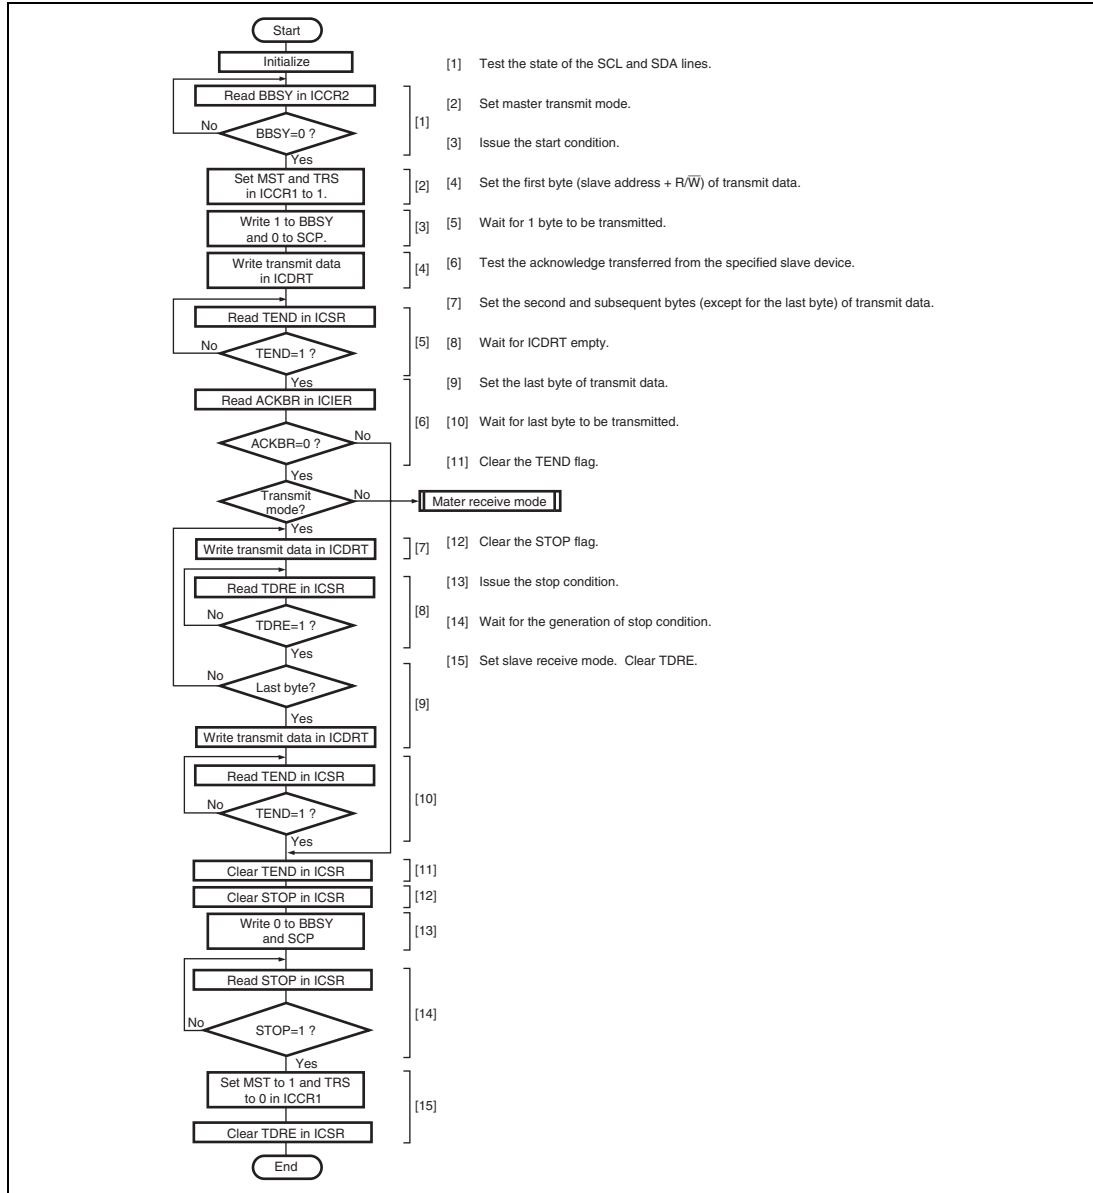 Start
Initialize
Read BBSY in ICCR2
No
BBSY=0 ?
[1]
Yes
Set MST and TRS
in ICCR1 to 1.
[2]
Write 1 to BBSY
and 0 to SCP.
[3]
Write transmit data
in ICDRT
[4]
Read TEND in ICSR
No
TEND=1 ?
[5]
Yes
Read ACKBR in ICIER
[6]
No
ACKBR=0 ?
Yes
Transmit
mode?
No
Mater receive mode
Yes
Write transmit data in ICDRT
[7]
Read TDRE in ICSR
No
TDRE=1 ?
[8]
Yes
No
Last byte?
[9]
Yes
Write transmit data in ICDRT
Read TEND in ICSR
No
TEND=1 ?
[10]
Yes
Clear TEND in ICSR
[11]
Clear STOP in ICSR
[12]
Write 0 to BBSY
and SCP
[13]
Read STOP in ICSR
No
STOP=1 ?
[14]
Yes
Set MST to 1 and TRS
to 0 in ICCR1
[15]
Clear TDRE in ICSR
End
[1] Test the state of the SCL and SDA lines.
[2] Set master transmit mode.
[3] Issue the start condition.
[4] Set the first byte (slave address + R/W̅) of transmit data.
[5] Wait for 1 byte to be transmitted.
[6] Test the acknowledge transferred from the specified slave device.
[7] Set the second and subsequent bytes (except for the last byte) of transmit data.
[8] Wait for ICDRT empty.
[9] Set the last byte of transmit data.
[10] Wait for last byte to be transmitted.
[11] Clear the TEND flag.
[12] Clear the STOP flag.
[13] Issue the stop condition.
[14] Wait for the generation of stop condition.
[15] Set slave receive mode. Clear TDRE.